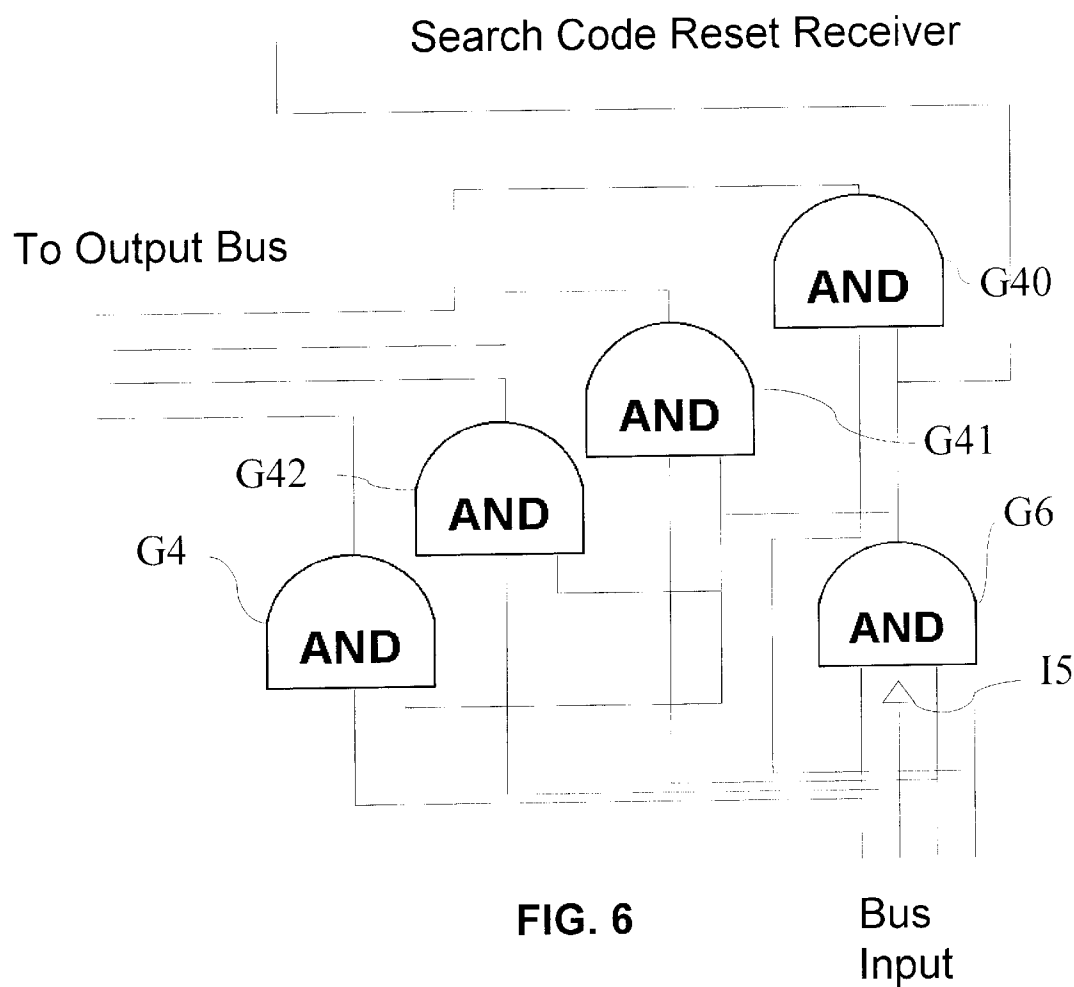 Search Code Reset Receiver
To Output Bus
AND
G40
AND
G41
G42
AND
G6
G4
AND
AND
I5
FIG. 6
Bus
Input